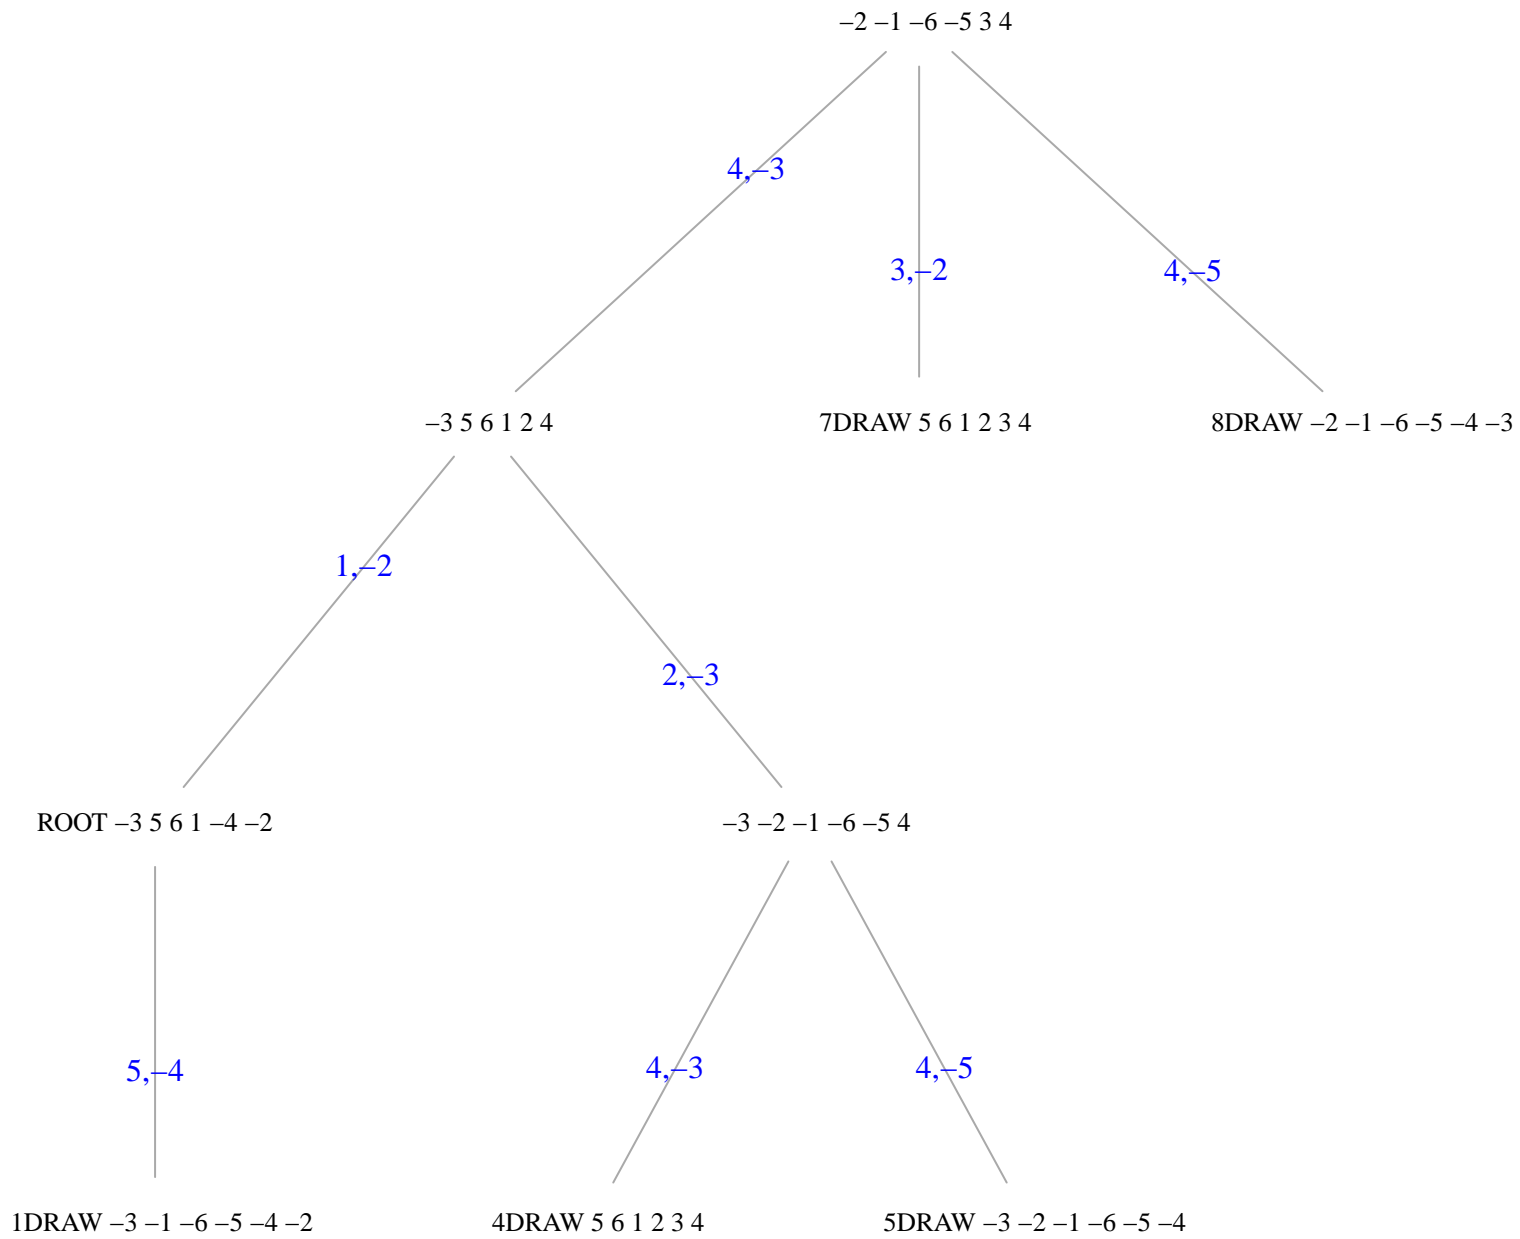 –2 –1 –6 –5 3 4
4,–3
3,–2
4,–5
–3 5 6 1 2 4
7DRAW 5 6 1 2 3 4
8DRAW –2 –1 –6 –5 –4 –3
1,–2
2,–3
ROOT –3 5 6 1 –4 –2
–3 –2 –1 –6 –5 4
5,–4
4,–3
4,–5
1DRAW –3 –1 –6 –5 –4 –2
4DRAW 5 6 1 2 3 4
5DRAW –3 –2 –1 –6 –5 –4